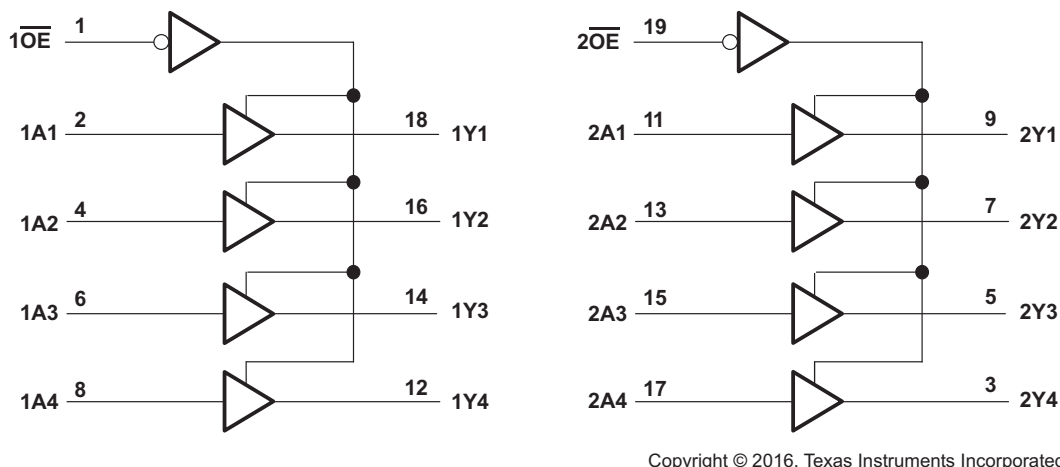 1O̅E̅ 1
1A1 2 18 1Y1
1A2 4 16 1Y2
1A3 6 14 1Y3
1A4 8 12 1Y4
2O̅E̅ 19
2A1 11 9 2Y1
2A2 13 7 2Y2
2A3 15 5 2Y3
2A4 17 3 2Y4
Copyright © 2016, Texas Instruments Incorporated